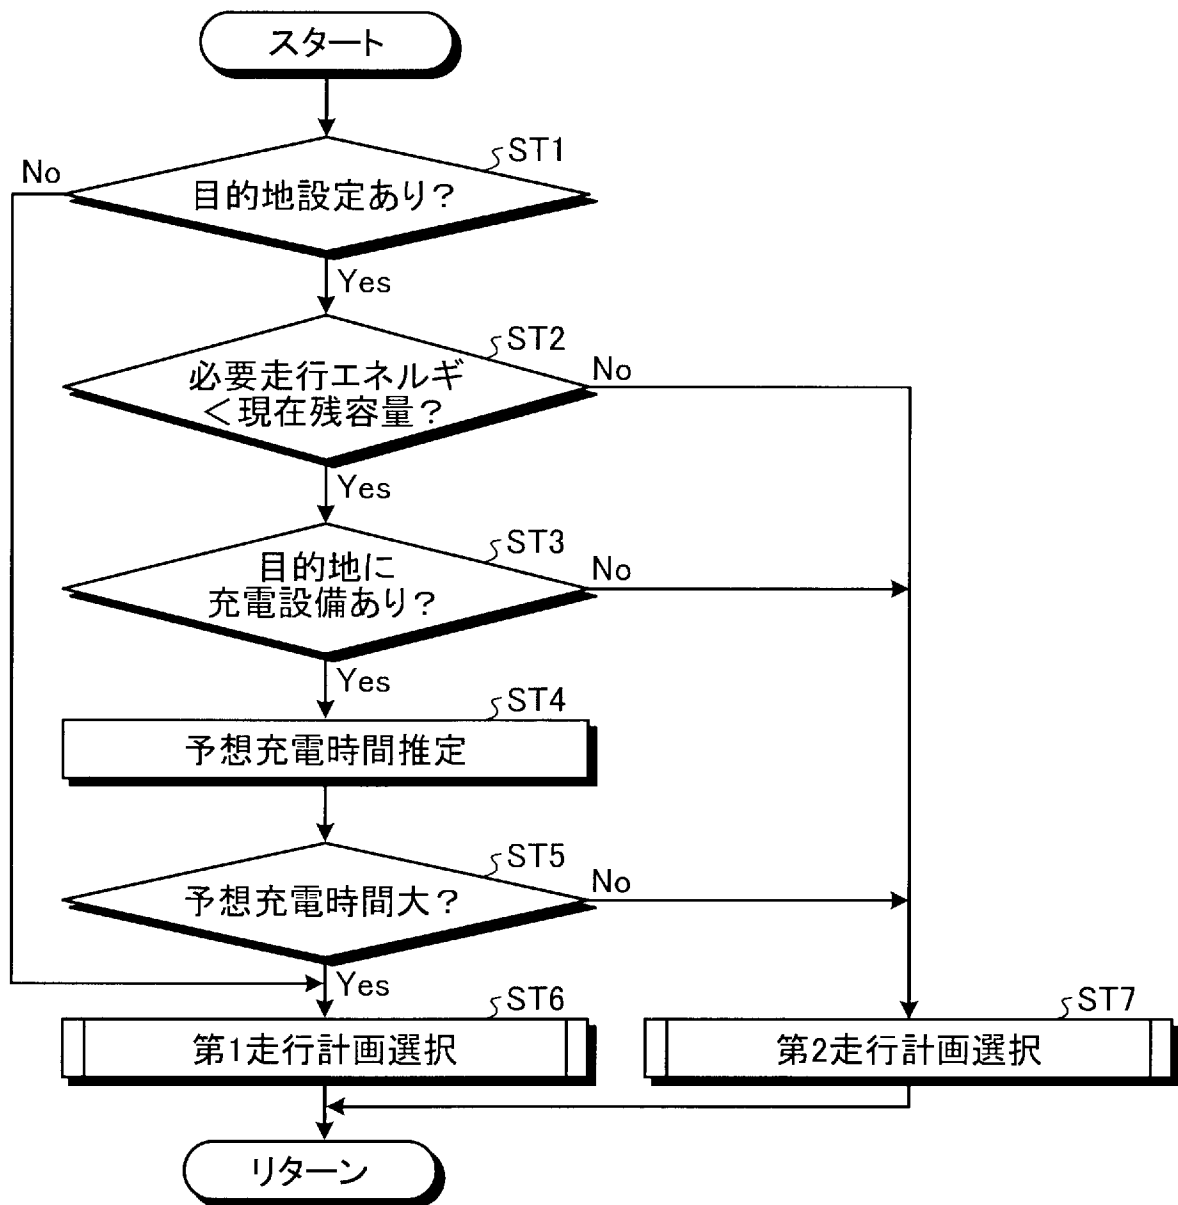 スタート
ST1
No
目的地設定あり?
Yes
ST2
必要走行エネルギ
<現在残容量?
No
Yes
ST3
目的地に
充電設備あり?
No
Yes
ST4
予想充電時間推定
ST5
予想充電時間大?
No
Yes
ST6
第1走行計画選択
ST7
第2走行計画選択
リターン